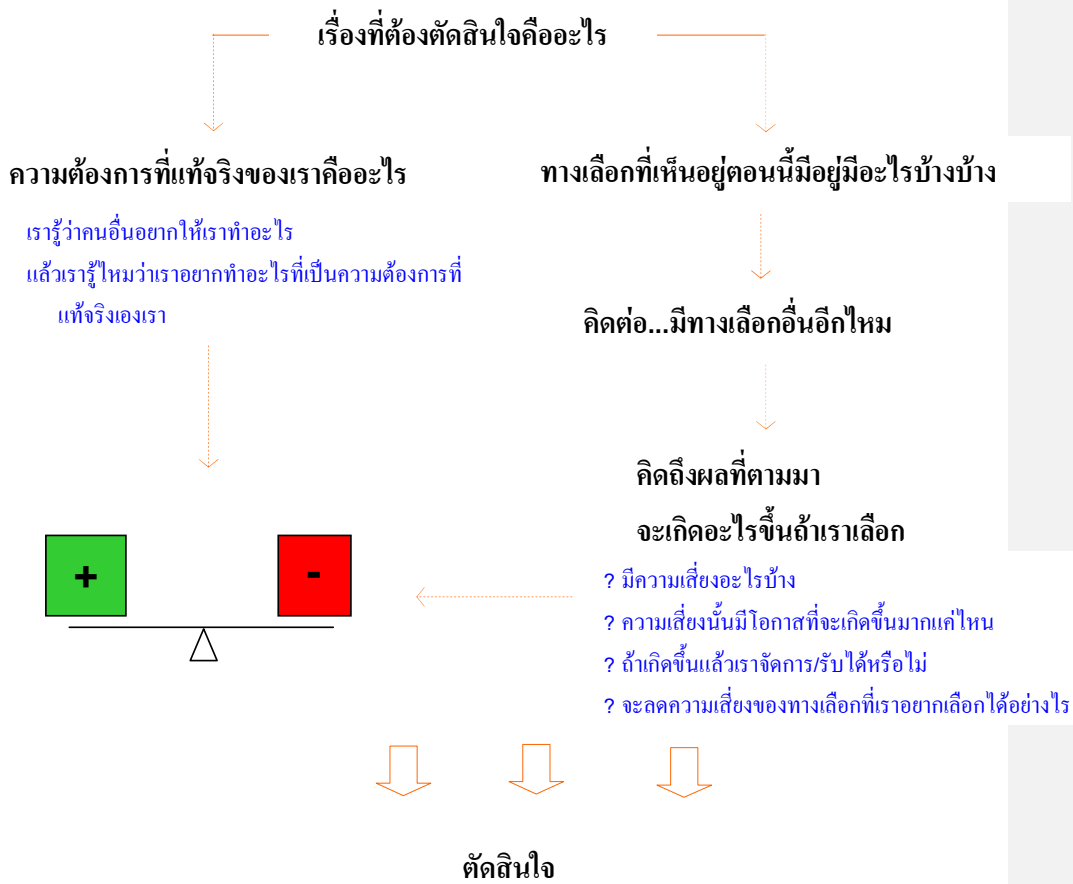 เรื่องที่ต้องตัดสินใจคืออะไร
ความต้องการที่แท้จริงของเราคืออะไร
เรารู้ว่าคนอื่นอยากให้เราทำอะไร
แล้วเรารู้ไหมว่าเราอยากทำอะไรที่เป็นความต้องการที่
แท้จริงเองเรา
ทางเลือกที่เห็นอยู่ตอนนี้มีอยู่มีอะไรบ้างบ้าง
คิดต่อ...มีทางเลือกอื่นอีกไหม
คิดถึงผลที่ตามมา
จะเกิดอะไรขึ้นถ้าเราเลือก
? มีความเสี่ยงอะไรบ้าง
? ความเสี่ยงนั้นมีโอกาสที่จะเกิดขึ้นมากแค่ไหน
? ถ้าเกิดขึ้นแล้วเราจัดการ/รับได้หรือไม่
? จะลดความเสี่ยงของทางเลือกที่เราอยากเลือกได้อย่างไร
+
-
ตัดสินใจ